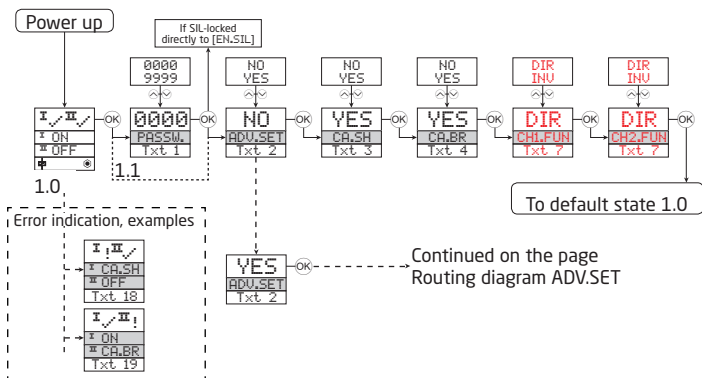 Power up
If SIL-locked
directly to [EN.SIL]
0000
9999
NO
YES
NO
YES
NO
YES
DIR
INV
DIR
INV
I ✓ II ✓
I ON
II OFF
OK
0000
PASSW.
Txt 1
OK
NO
ADV.SET
Txt 2
OK
YES
CA.SH
Txt 3
OK
YES
CA.BR
Txt 4
OK
DIR
CH1.FUN
Txt 7
OK
DIR
CH2.FUN
Txt 7
OK
1.0
1.1
To default state 1.0
Error indication, examples
I ! II ✓
I CA.SH
II OFF
Txt 18
I ✓ II !
I ON
II CA.BR
Txt 19
YES
ADV.SET
Txt 2
OK
Continued on the page
Routing diagram ADV.SET